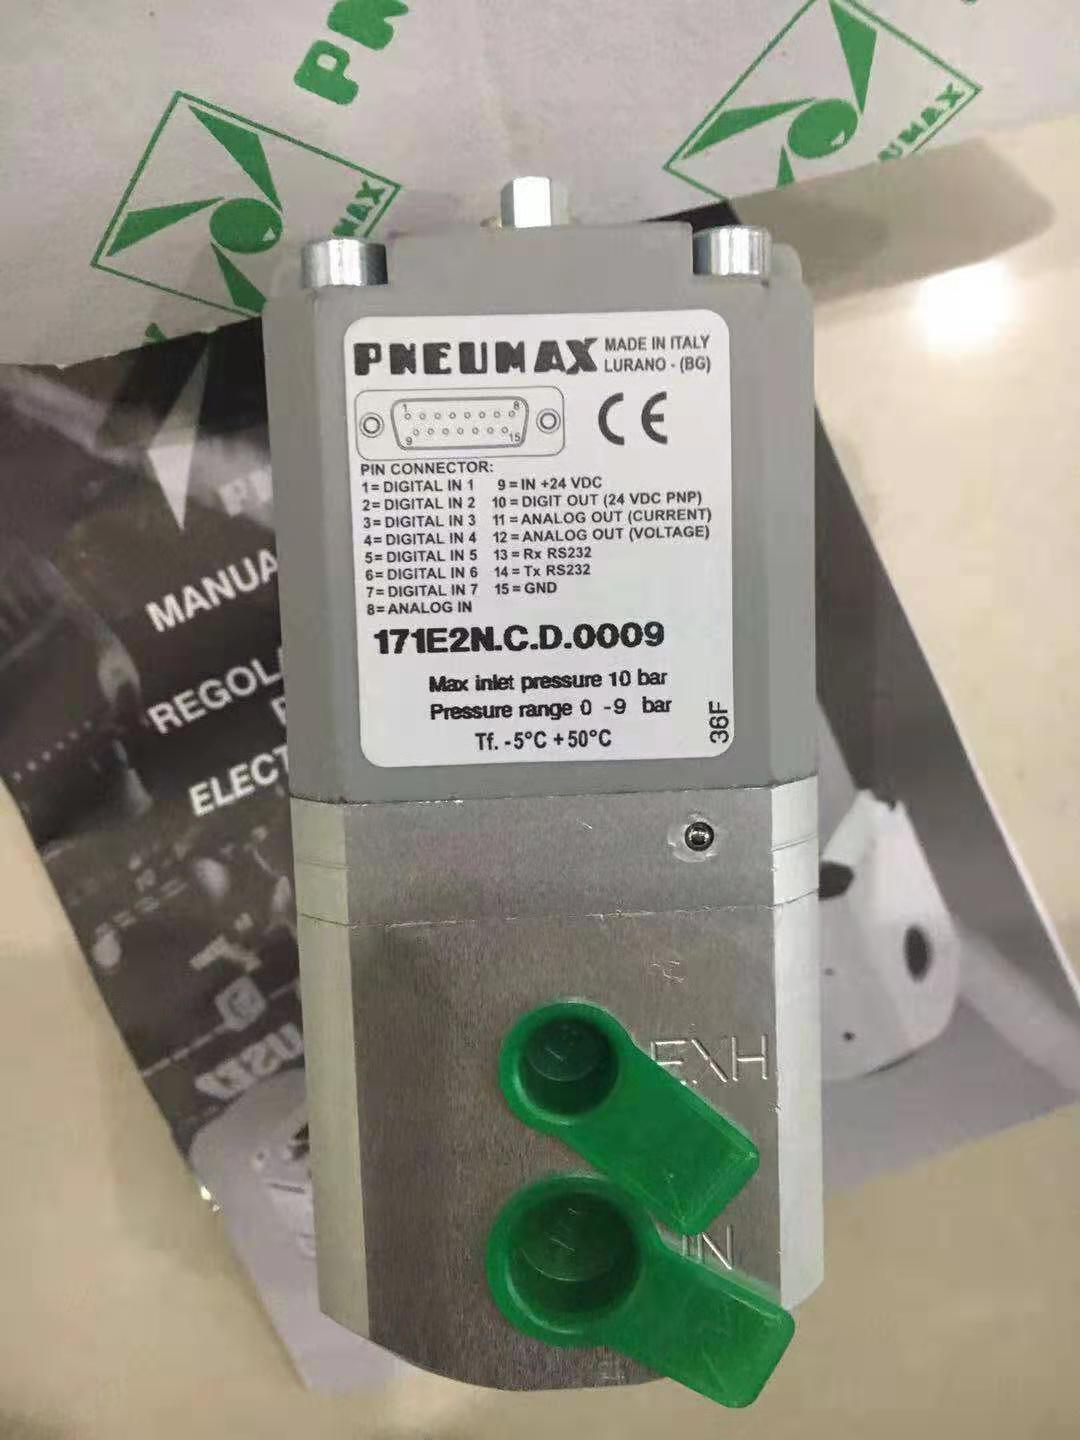 PNEUMAX MADE IN ITALY
LURANO - (BG)
1 8
9 15
CE
PIN CONNECTOR:
1= DIGITAL IN 1 9= IN +24 VDC
2= DIGITAL IN 2 10= DIGIT OUT (24 VDC PNP)
3= DIGITAL IN 3 11= ANALOG OUT (CURRENT)
4= DIGITAL IN 4 12= ANALOG OUT (VOLTAGE)
5= DIGITAL IN 5 13= Rx RS232
6= DIGITAL IN 6 14= Tx RS232
7= DIGITAL IN 7 15= GND
8= ANALOG IN
171E2N.C.D.0009
Max inlet pressure 10 bar
Pressure range 0 -9 bar
Tf. -5°C +50°C
36F
EXH
IN
MANUA
REGOL
ELECT
USER